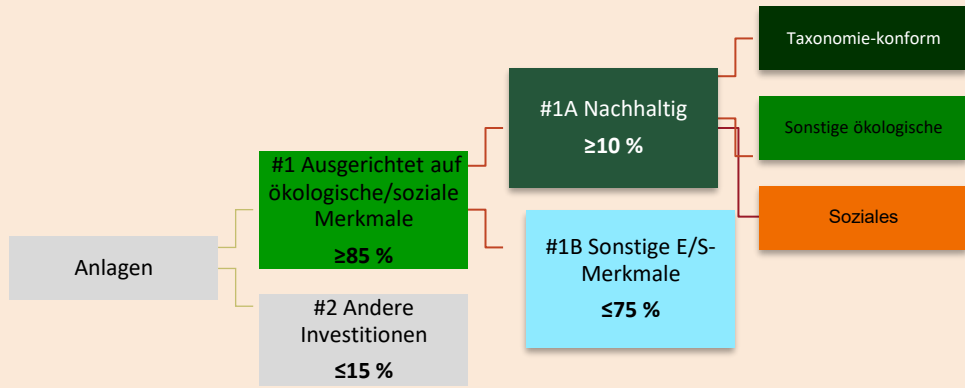 Anlagen
#1 Ausgerichtet auf
ökologische/soziale
Merkmale
≥85 %
#2 Andere
Investitionen
≤15 %
#1A Nachhaltig
≥10 %
#1B Sonstige E/S-
Merkmale
≤75 %
Taxonomie-konform
Sonstige ökologische
Soziales